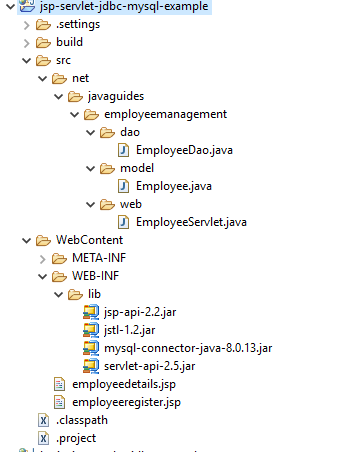 jsp-servlet-jdbc-mysql-example
.settings
build
src
net
javaguides
employeemanagement
dao
EmployeeDao.java
model
Employee.java
web
EmployeeServlet.java
WebContent
META-INF
WEB-INF
lib
jsp-api-2.2.jar
jstl-1.2.jar
mysql-connector-java-8.0.13.jar
servlet-api-2.5.jar
employeedetails.jsp
employeeregister.jsp
.classpath
.project